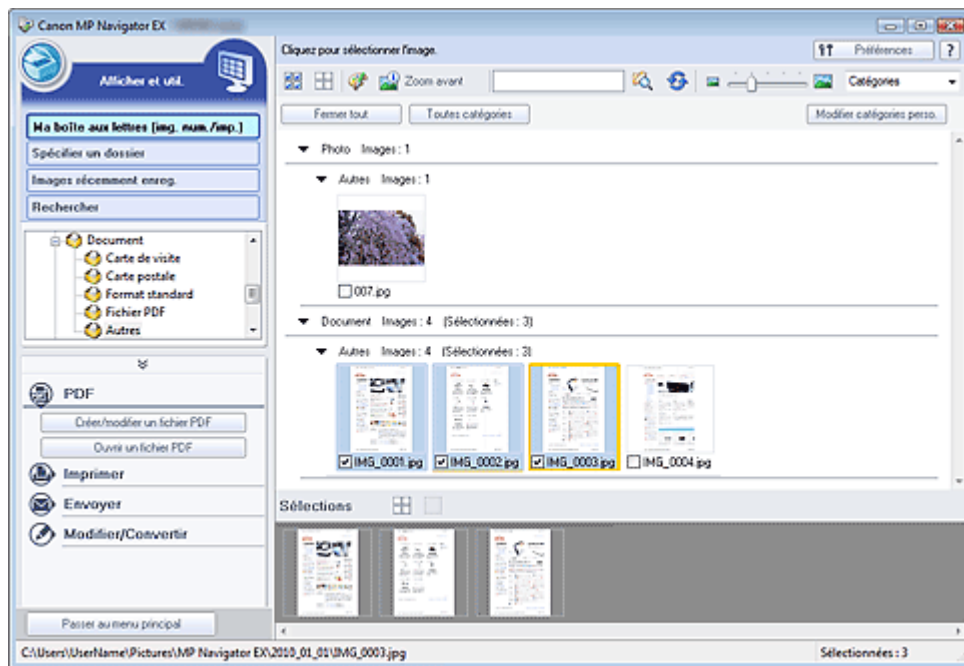 Canon MP Navigator EX
Afficher et util.
Ma boîte aux lettres [img. num./imp.]
Spécifier un dossier
Images récemment enreg.
Rechercher
Document
Carte de visite
Carte postale
Format standard
Fichier PDF
Autres
PDF
Créer/modifier un fichier PDF
Ouvrir un fichier PDF
Imprimer
Envoyer
Modifier/Convertir
Passer au menu principal
Cliquez pour sélectionner l'image.
Préférences
?
Zoom avant
Catégories
Fermer tout
Toutes catégories
Modifier catégories perso.
Photo Images : 1
Autres Images : 1
007.jpg
Document Images : 4 (Sélectionnées : 3)
Autres Images : 4 (Sélectionnées : 3)
IMG_0001.jpg
IMG_0002.jpg
IMG_0003.jpg
IMG_0004.jpg
Sélections
C:\Users\UserName\Pictures\MP Navigator EX\2010_01_01\IMG_0003.jpg
Sélectionnées : 3